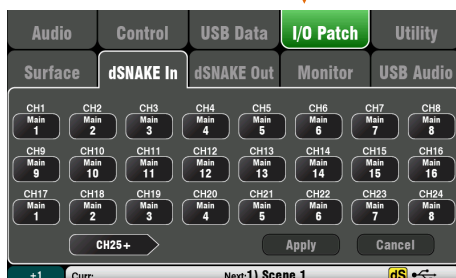 Audio Control USB Data I/O Patch Utility
Surface dSNAKE In dSNAKE Out Monitor USB Audio
CH1 CH2 CH3 CH4 CH5 CH6 CH7 CH8
Main Main Main Main Main Main Main Main
1 2 3 4 5 6 7 8
CH9 CH10 CH11 CH12 CH13 CH14 CH15 CH16
Main Main Main Main Main Main Main Main
9 10 11 12 13 14 15 16
CH17 CH18 CH19 CH20 CH21 CH22 CH23 CH24
Main Main Main Main Main Main Main Main
1 2 3 4 5 6 7 8
CH25+ Apply Cancel
+1 Curr: Next:1) Scene 1 dS